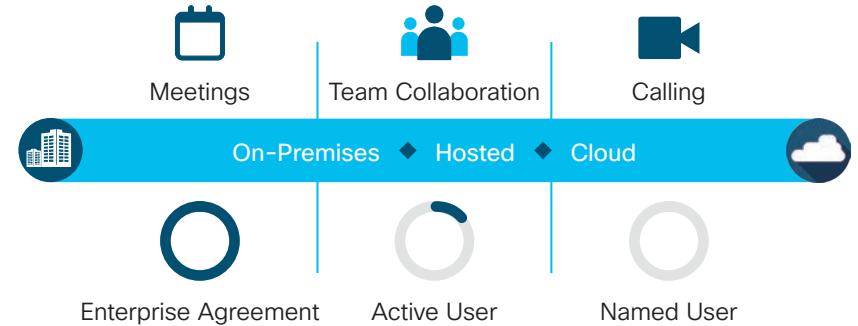 Meetings
Team Collaboration
Calling
On-Premises ◆ Hosted ◆ Cloud
Enterprise Agreement
Active User
Named User